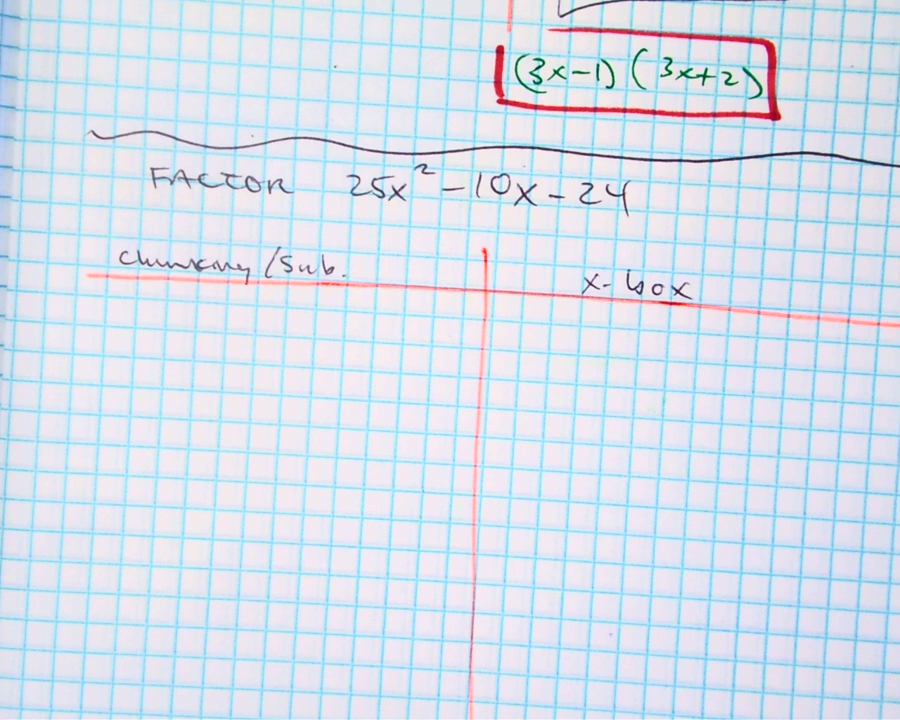 (3x-1)(3x+2)
FACTOR 25x²-10x-24
Chunking/Sub.
x-box